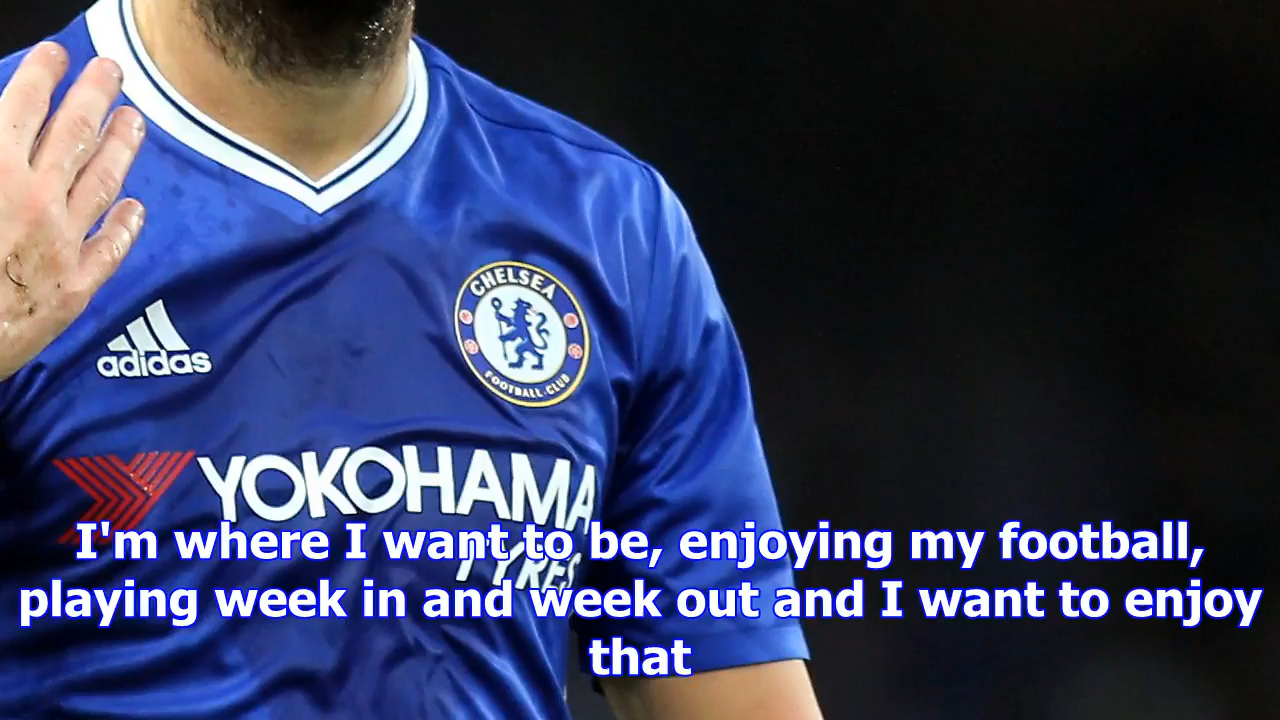 CHELSEA
FOOTBALL CLUB
adidas
YOKOHAMA
TYRES
I'm where I want to be, enjoying my football,
playing week in and week out and I want to enjoy
that